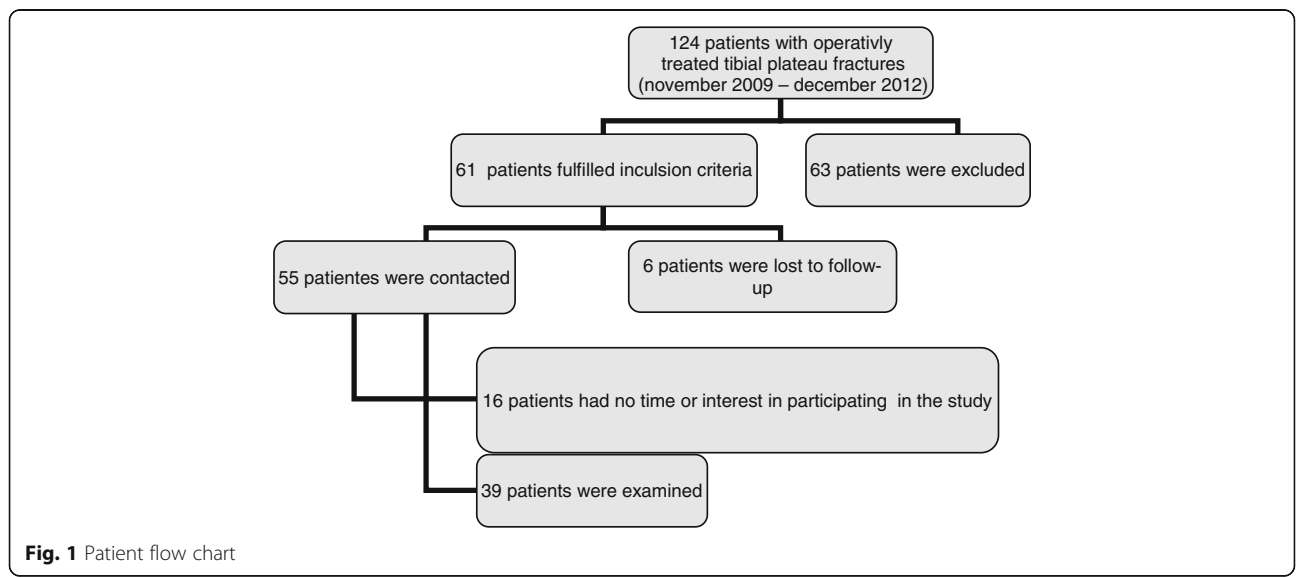 124 patients with operativly
treated tibial plateau fractures
(november 2009 – december 2012)
61 patients fulfilled inculsion criteria
63 patients were excluded
55 patientes were contacted
6 patients were lost to follow-
up
16 patients had no time or interest in participating in the study
39 patients were examined
Fig. 1 Patient flow chart